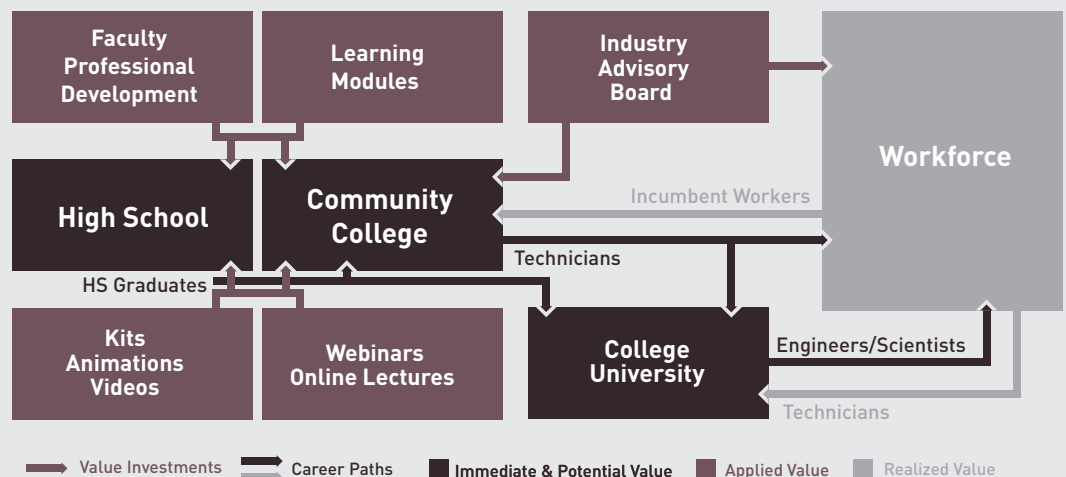 Faculty
Professional
Development
Learning
Modules
Industry
Advisory
Board
Workforce
High School
Community
College
Incumbent Workers
Technicians
HS Graduates
Kits
Animations
Videos
Webinars
Online Lectures
College
University
Engineers/Scientists
Technicians
Value Investments
Career Paths
Immediate & Potential Value
Applied Value
Realized Value